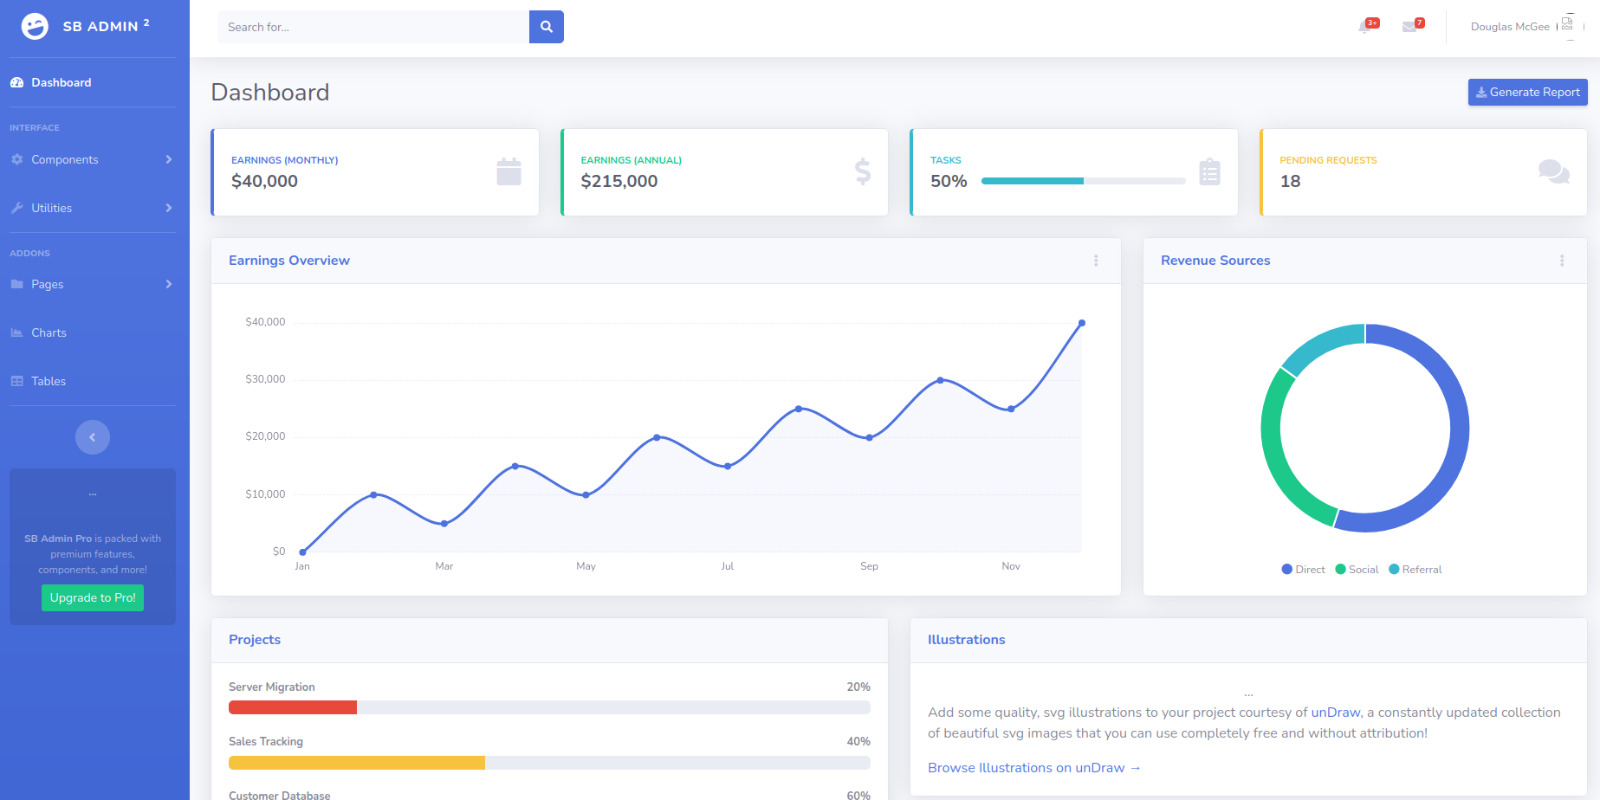 SB ADMIN 2
Search for...
3+
7
Douglas McGee
Dashboard
INTERFACE
Components
Utilities
ADDONS
Pages
Charts
Tables
...
SB Admin Pro is packed with
premium features,
components, and more!
Upgrade to Pro!
Dashboard
Generate Report
EARNINGS (MONTHLY)
$40,000
EARNINGS (ANNUAL)
$215,000
TASKS
50%
PENDING REQUESTS
18
Earnings Overview
$40,000
$30,000
$20,000
$10,000
$0
Jan Mar May Jul Sep Nov
Revenue Sources
Direct Social Referral
Projects
Server Migration 20%
Sales Tracking 40%
Customer Database 60%
Illustrations
...
Add some quality, svg illustrations to your project courtesy of unDraw, a constantly updated collection
of beautiful svg images that you can use completely free and without attribution!
Browse Illustrations on unDraw →